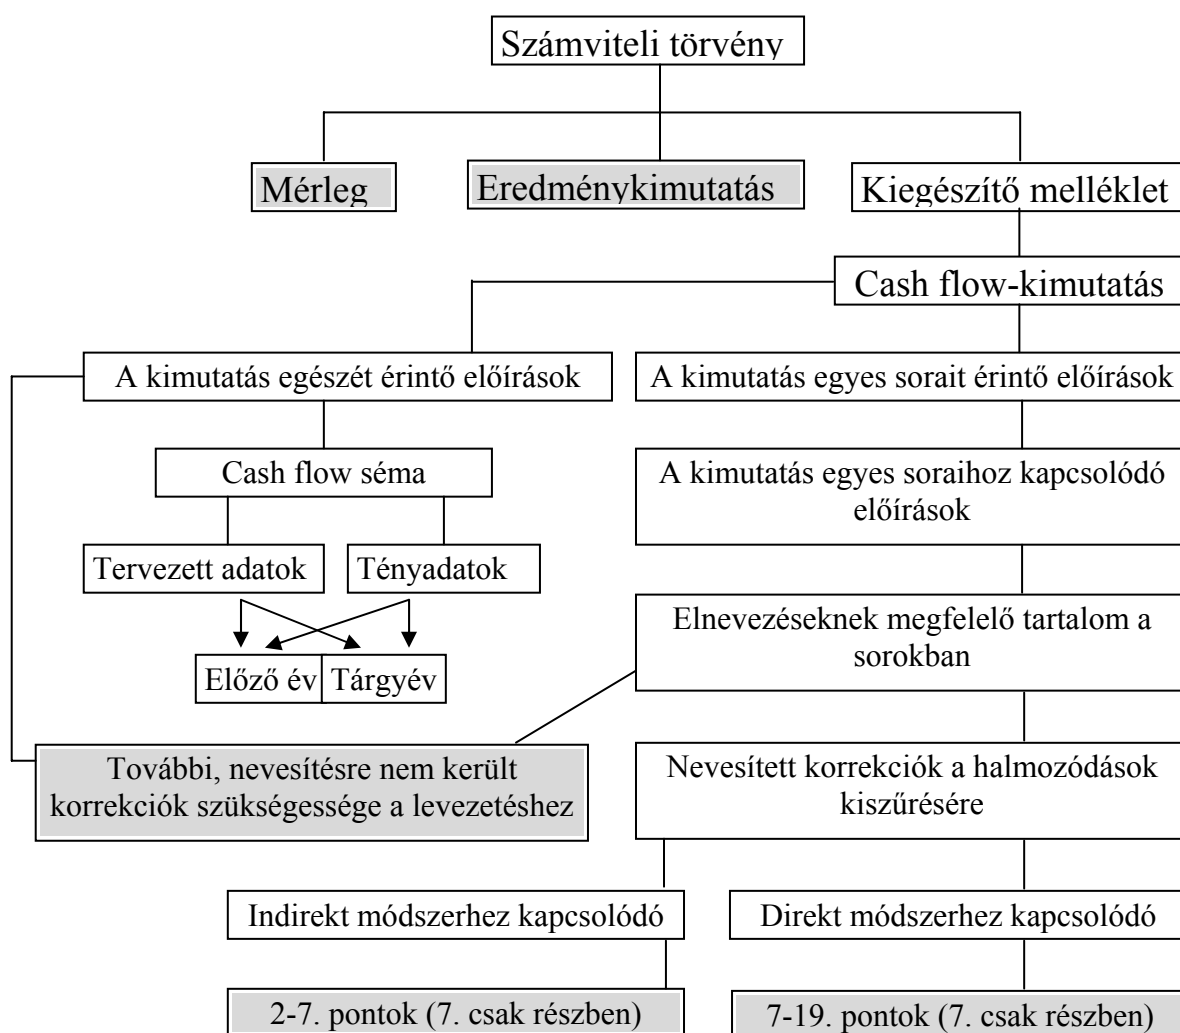 Számviteli törvény
Mérleg
Eredménykimutatás
Kiegészítő melléklet
Cash flow-kimutatás
A kimutatás egészét érintő előírások
A kimutatás egyes sorait érintő előírások
Cash flow séma
A kimutatás egyes soraihoz kapcsolódó
előírások
Tervezett adatok
Tényadatok
Elnevezéseknek megfelelő tartalom a
sorokban
Előző év
Tárgyév
További, nevesítésre nem került
korrekciók szükségessége a levezetéshez
Nevesített korrekciók a halmozódások
kiszűrésére
Indirekt módszerhez kapcsolódó
Direkt módszerhez kapcsolódó
2-7. pontok (7. csak részben)
7-19. pontok (7. csak részben)